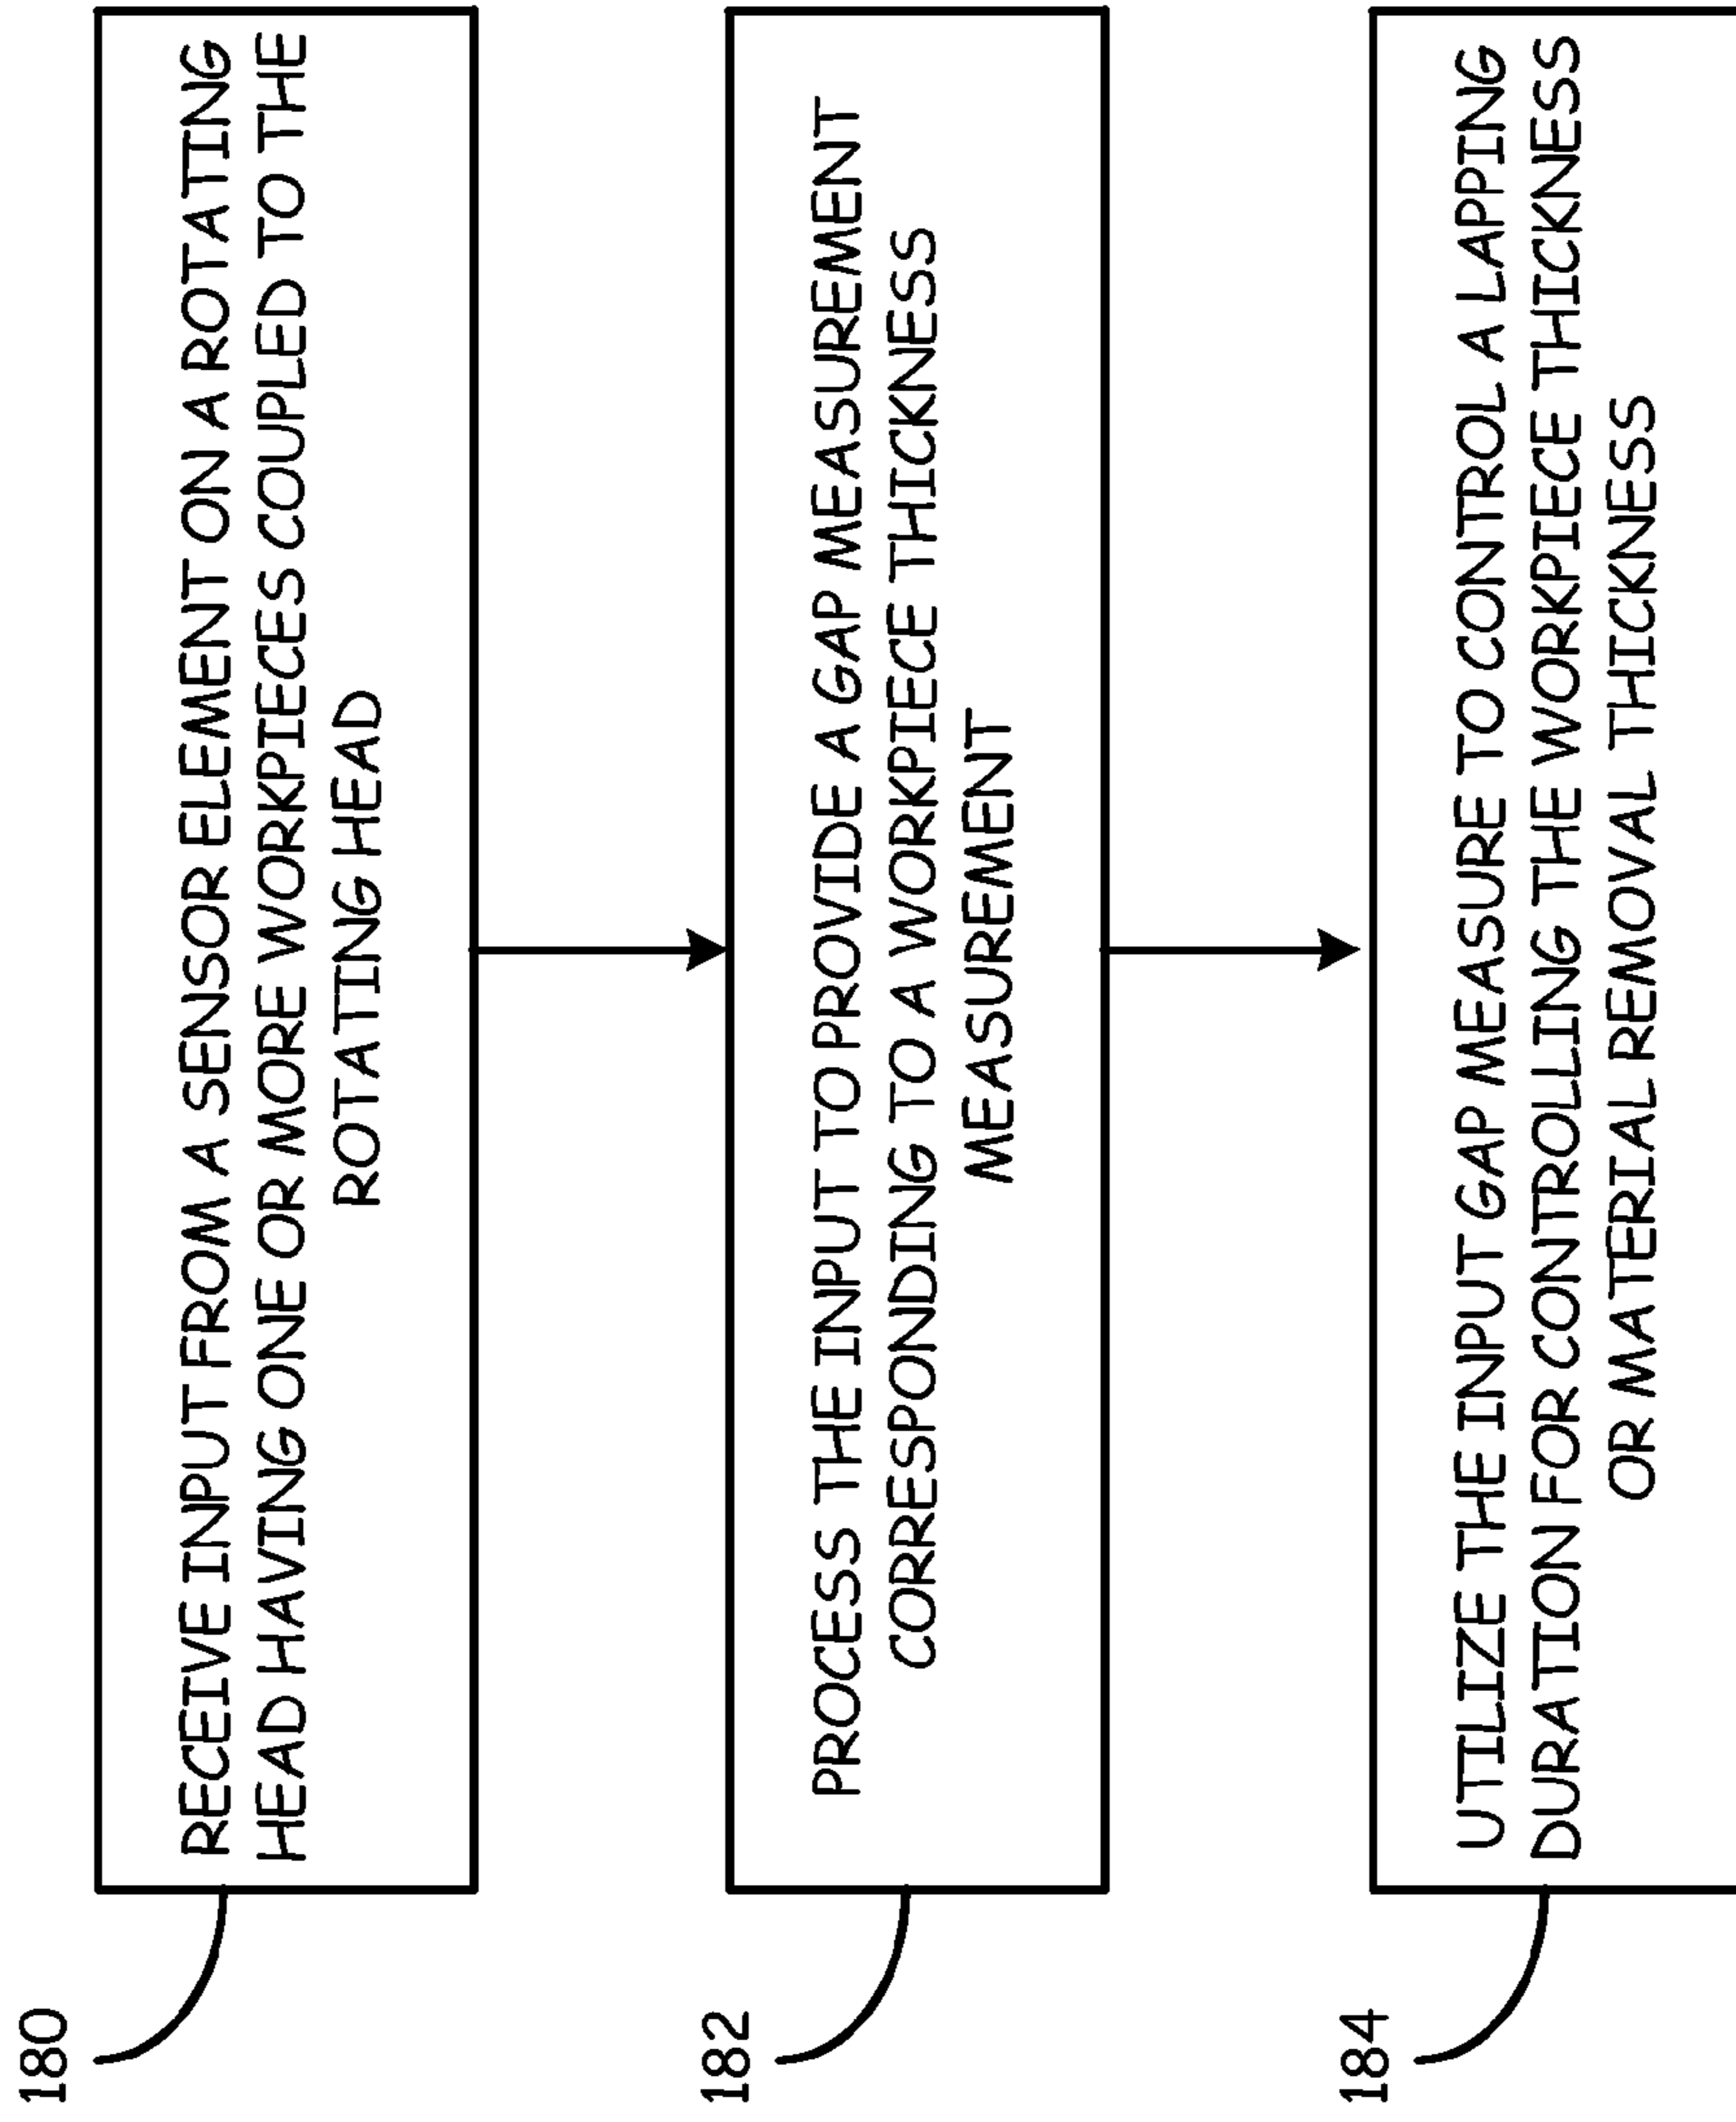 180
RECEIVE INPUT FROM A SENSOR ELEMENT ON A ROTATING
HEAD HAVING ONE OR MORE WORKPIECES COUPLED TO THE
ROTATING HEAD
182
PROCESS THE INPUT TO PROVIDE A GAP MEASUREMENT
CORRESPONDING TO A WORKPIECE THICKNESS
MEASUREMENT
184
UTILIZE THE INPUT GAP MEASURE TO CONTROL A LAPPING
DURATION FOR CONTROLLING THE WORKPIECE THICKNESS
OR MATERIAL REMOVAL THICKNESS